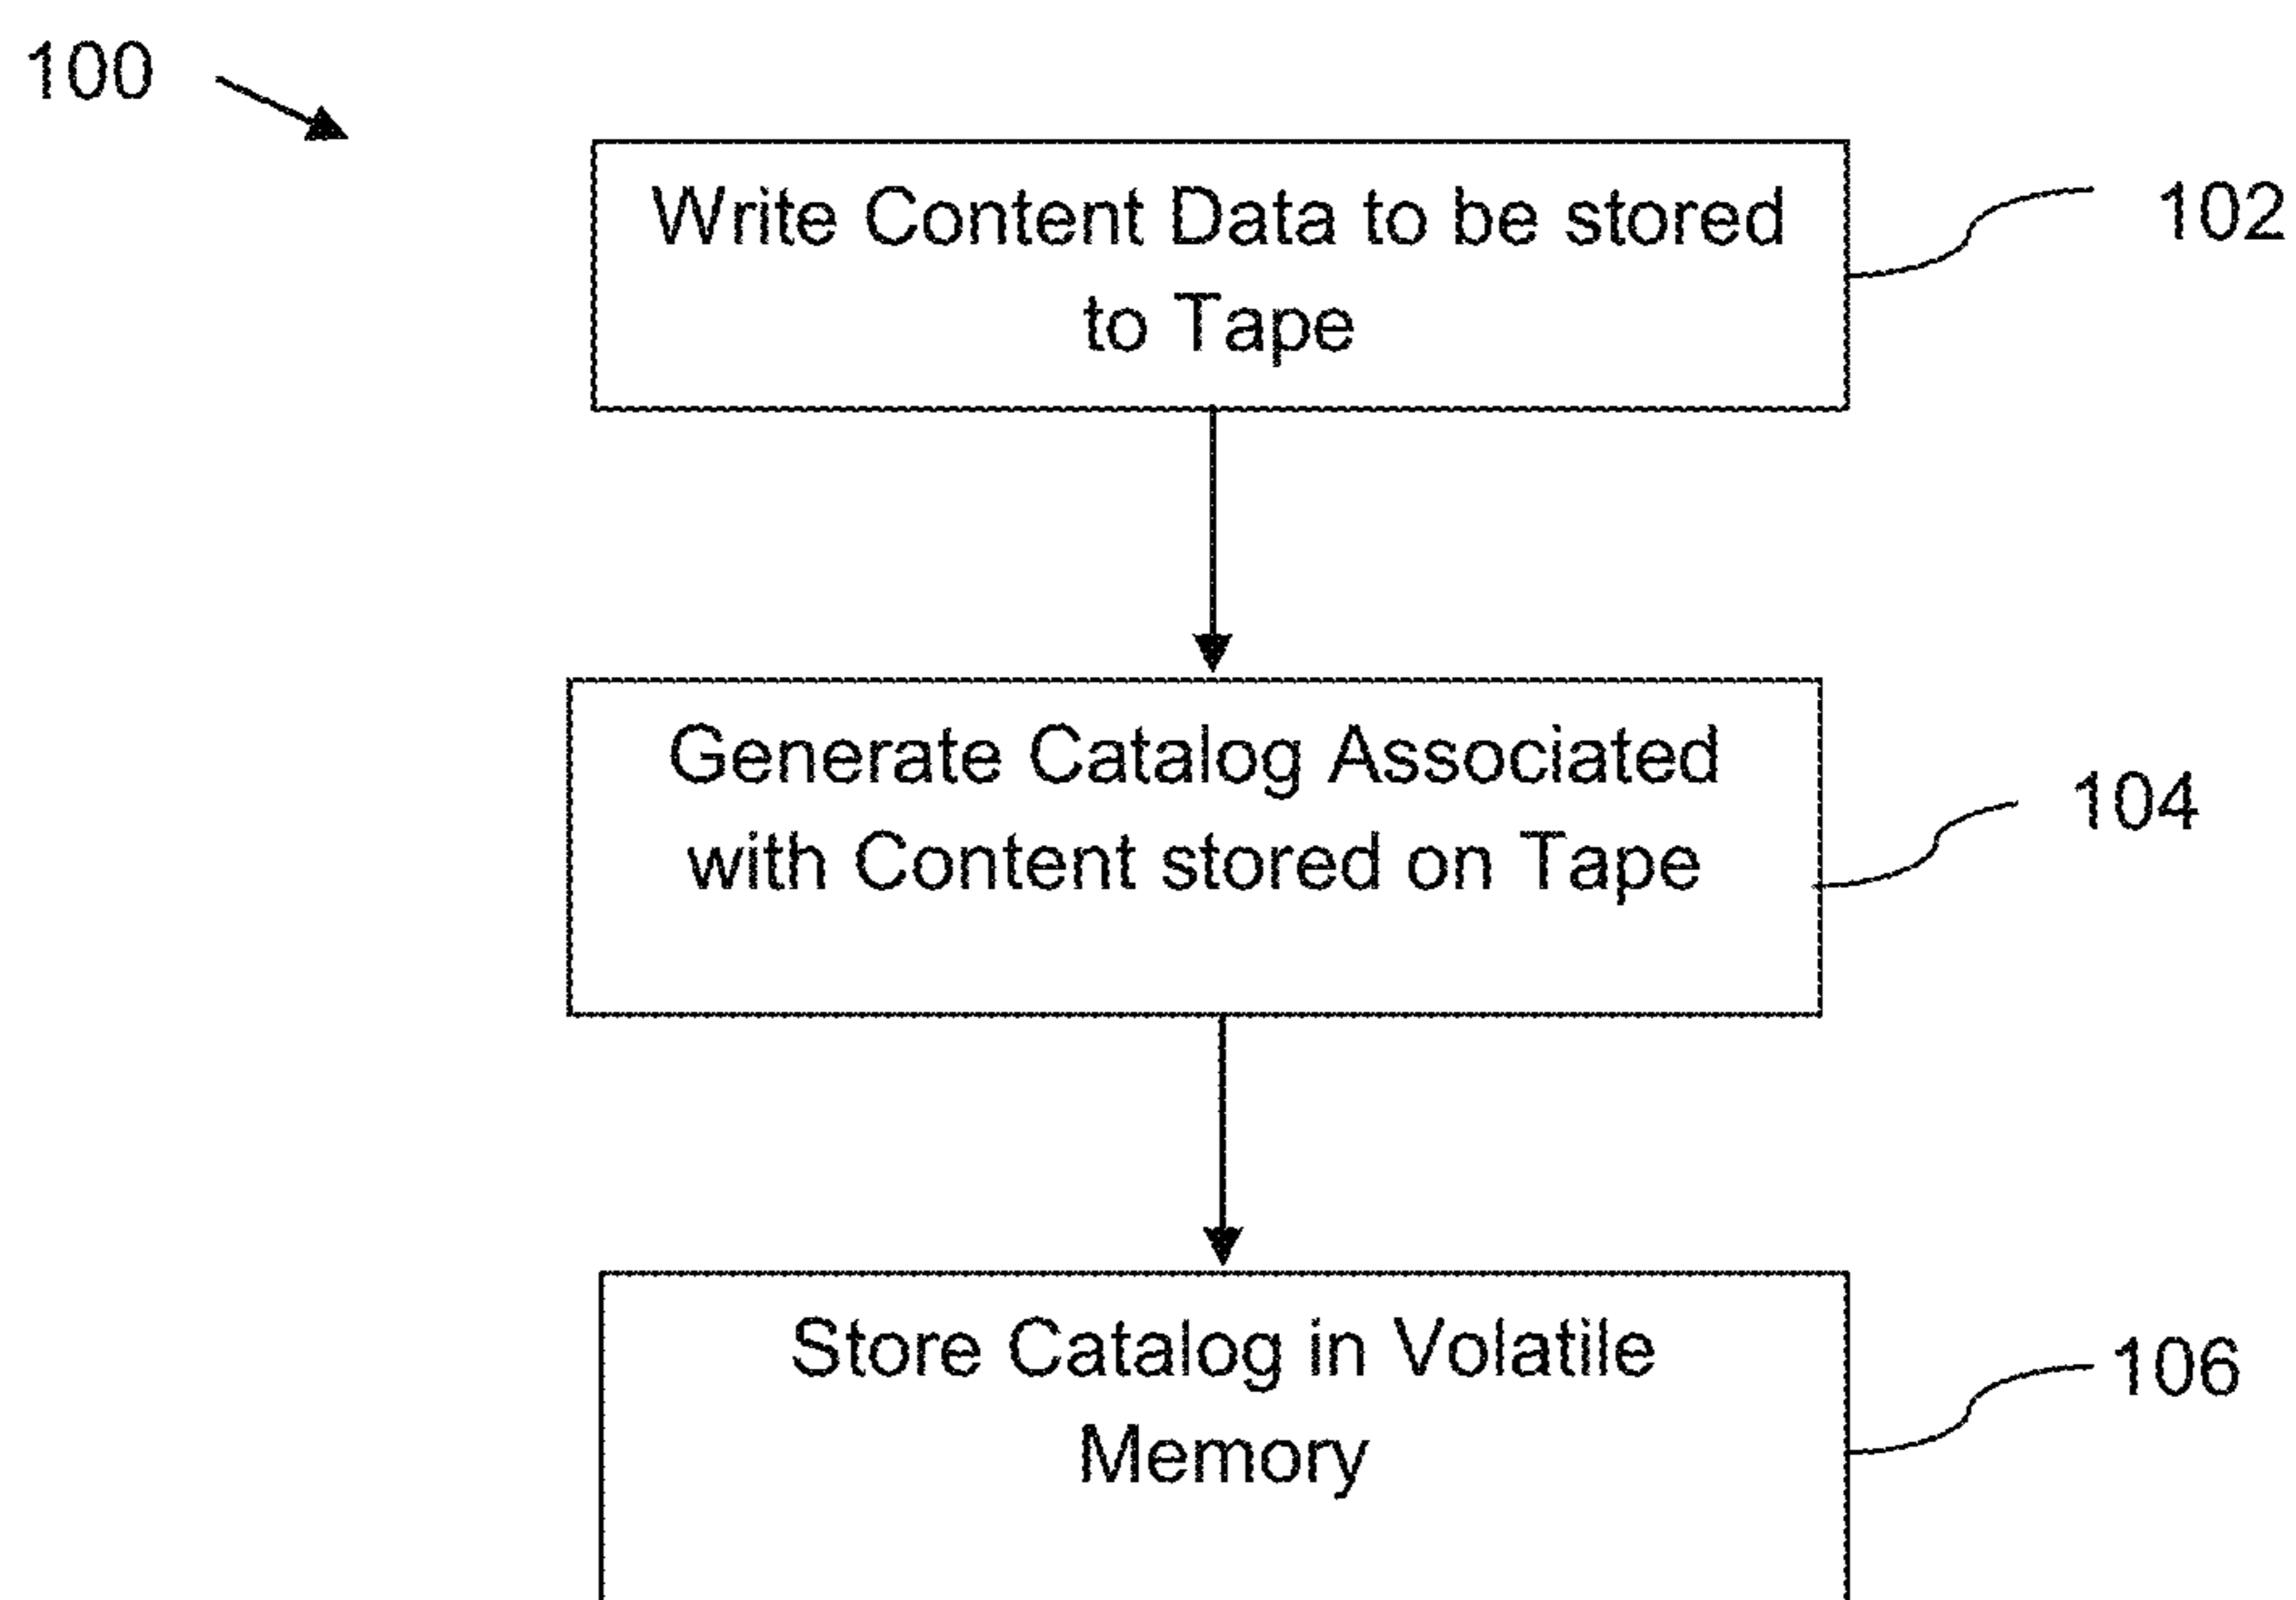 100
Write Content Data to be stored
to Tape
102
Generate Catalog Associated
with Content stored on Tape
104
Store Catalog in Volatile
Memory
106